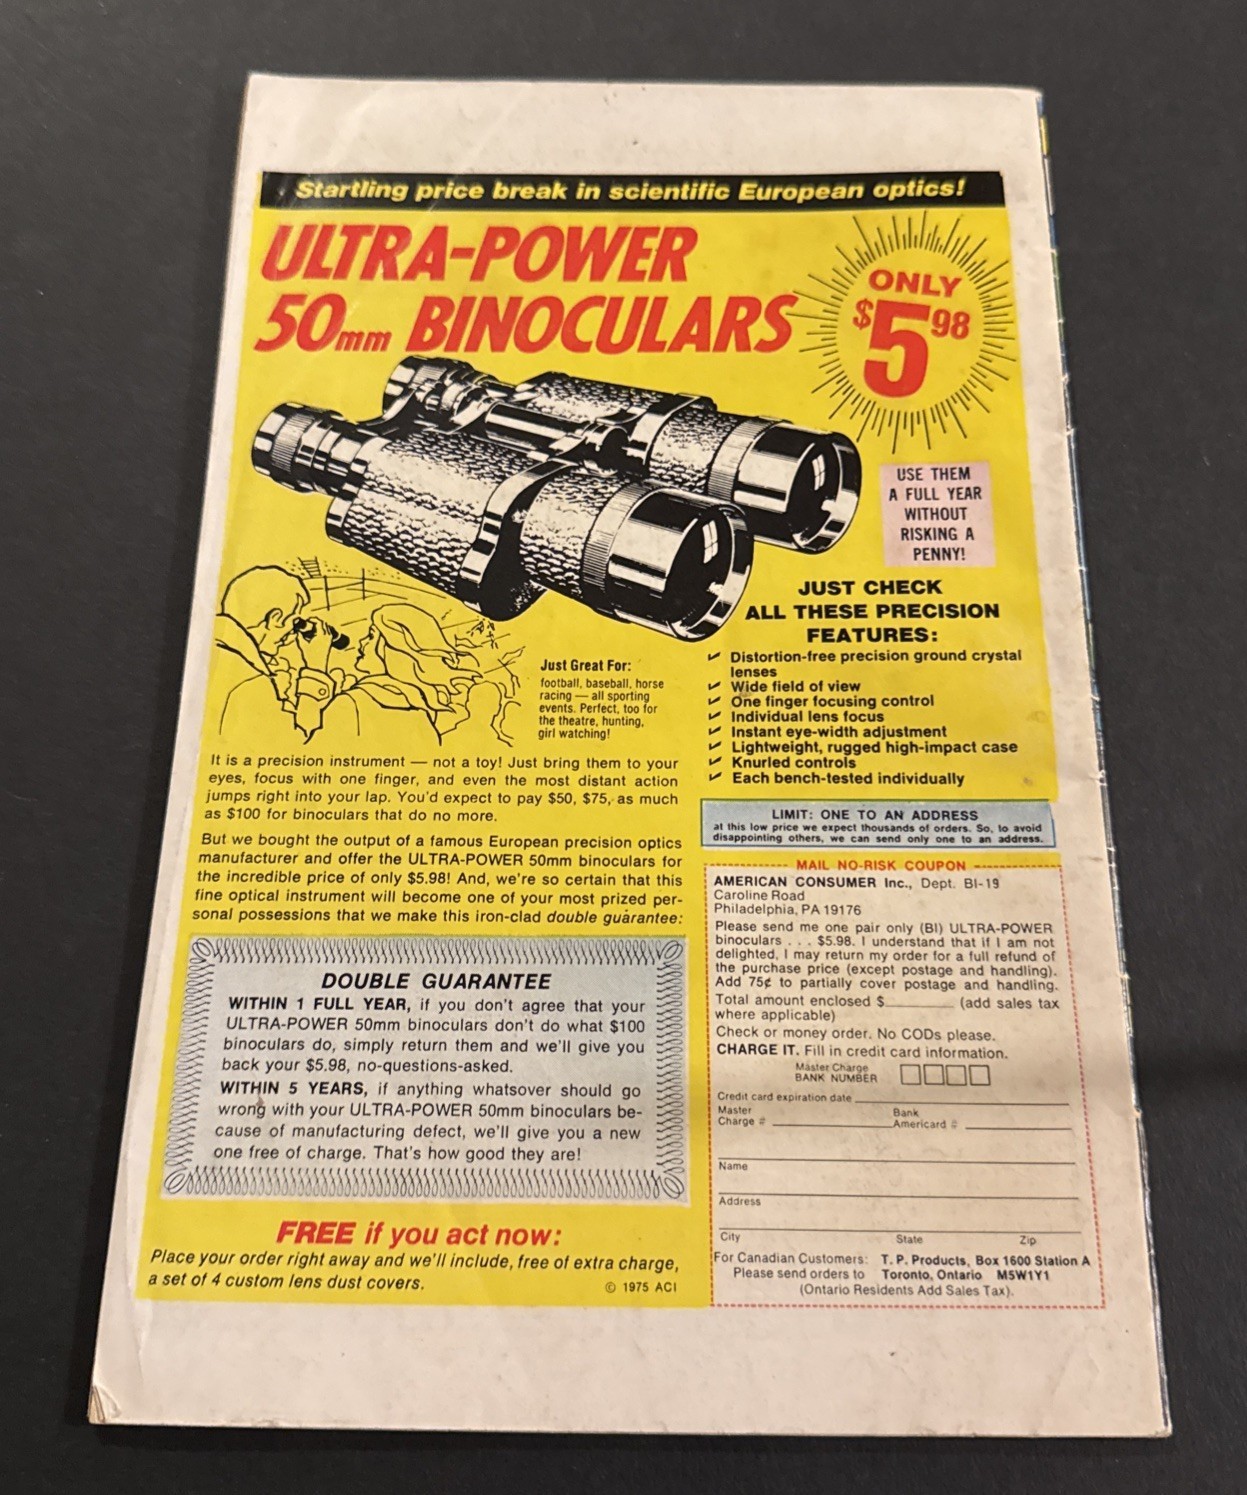 Startling price break in scientific European optics!
ULTRA-POWER
50mm BINOCULARS
ONLY
$5.98
USE THEM
A FULL YEAR
WITHOUT
RISKING A
PENNY!
JUST CHECK
ALL THESE PRECISION
FEATURES:
✔ Distortion-free precision ground crystal
lenses
✔ Wide field of view
✔ One finger focusing control
✔ Individual lens focus
✔ Instant eye-width adjustment
✔ Lightweight, rugged high-impact case
✔ Knurled controls
✔ Each bench-tested individually
Just Great For:
football, baseball, horse
racing — all sporting
events. Perfect, too for
the theatre, hunting,
girl watching!
It is a precision instrument — not a toy! Just bring them to your
eyes, focus with one finger, and even the most distant action
jumps right into your lap. You'd expect to pay $50, $75, as much
as $100 for binoculars that do no more.
But we bought the output of a famous European precision optics
manufacturer and offer the ULTRA-POWER 50mm binoculars for
the incredible price of only $5.98! And, we're so certain that this
fine optical instrument will become one of your most prized per-
sonal possessions that we make this iron-clad double guarantee:
DOUBLE GUARANTEE
WITHIN 1 FULL YEAR, if you don't agree that your
ULTRA-POWER 50mm binoculars don't do what $100
binoculars do, simply return them and we'll give you
back your $5.98, no-questions-asked.
WITHIN 5 YEARS, if anything whatsover should go
wrong with your ULTRA-POWER 50mm binoculars be-
cause of manufacturing defect, we'll give you a new
one free of charge. That's how good they are!
FREE if you act now:
Place your order right away and we'll include, free of extra charge,
a set of 4 custom lens dust covers.
© 1975 ACI
LIMIT: ONE TO AN ADDRESS
at this low price we expect thousands of orders. So, to avoid
disappointing others, we can send only one to an address.
MAIL NO-RISK COUPON
AMERICAN CONSUMER Inc., Dept. BI-19
Caroline Road
Philadelphia, PA 19176
Please send me one pair only (BI) ULTRA-POWER
binoculars . . . $5.98. I understand that if I am not
delighted, I may return my order for a full refund of
the purchase price (except postage and handling).
Add 75¢ to partially cover postage and handling.
Total amount enclosed $________ (add sales tax
where applicable)
Check or money order. No CODs please.
CHARGE IT. Fill in credit card information.
Master Charge
BANK NUMBER
Credit card expiration date
Master
Charge #
Bank
Americard #
Name
Address
City State Zip
For Canadian Customers: T. P. Products, Box 1600 Station A
Please send orders to Toronto, Ontario M5W1Y1
(Ontario Residents Add Sales Tax).